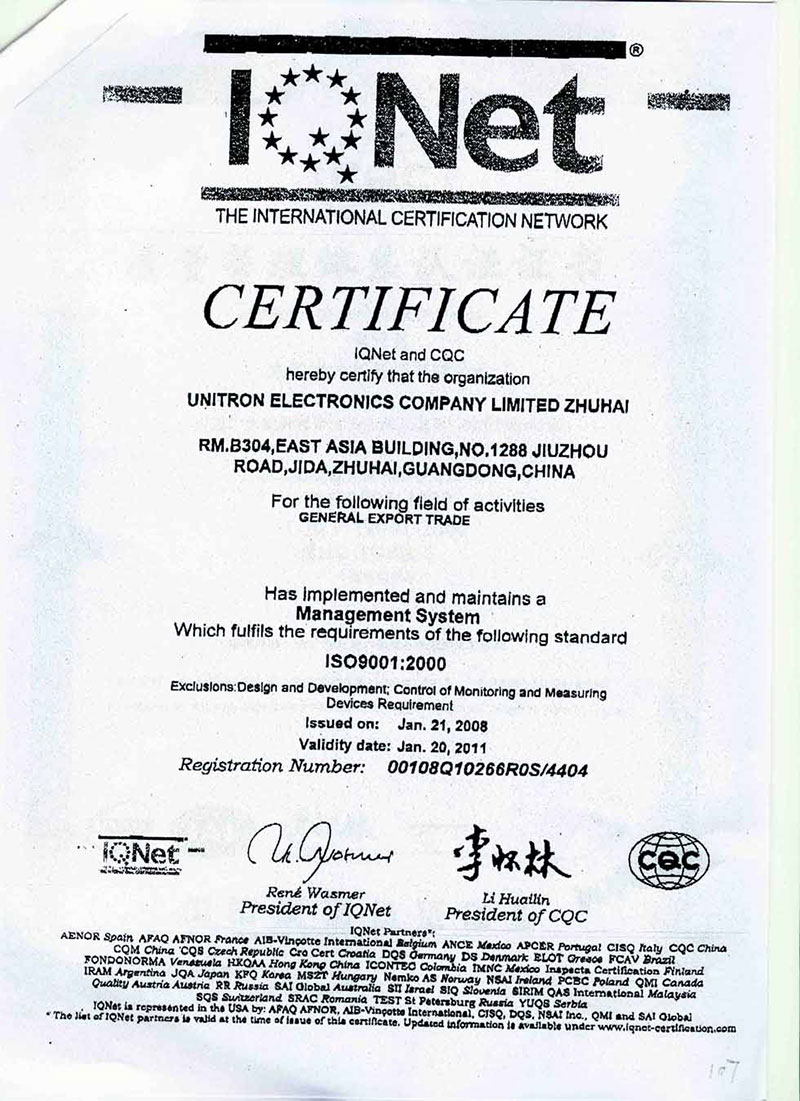 IQNet®
THE INTERNATIONAL CERTIFICATION NETWORK
CERTIFICATE
IQNet and CQC
hereby certify that the organization
UNITRON ELECTRONICS COMPANY LIMITED ZHUHAI
RM.B304,EAST ASIA BUILDING,NO.1288 JIUZHOU
ROAD,JIDA,ZHUHAI,GUANGDONG,CHINA
For the following field of activities
GENERAL EXPORT TRADE
Has implemented and maintains a
Management System
Which fulfils the requirements of the following standard
ISO9001:2000
Exclusions:Design and Development; Control of Monitoring and Measuring
Devices Requirement
Issued on: Jan. 21, 2008
Validity date: Jan. 20, 2011
Registration Number: 00108Q10266R0S/4404
IQNet
李怀林
CQC
René Wasmer
Li Huailin
President of IQNet
President of CQC
IQNet Partners*:
AENOR Spain AFAQ AFNOR France AIB-Vinçotte International Belgium ANCE Mexico APCER Portugal CISQ Italy CQC China
CQM China CQS Czech Republic Cro Cert Croatia DQS Germany DS Denmark ELOT Greece FCAV Brazil
FONDONORMA Venezuela HKQAA Hong Kong China ICONTEC Colombia IMNC Mexico Inspecta Certification Finland
IRAM Argentina JQA Japan KFQ Korea MSZT Hungary Nemko AS Norway NSAI Ireland PCBC Poland QMI Canada
Quality Austria Austria RR Russia SAI Global Australia SII Israel SIQ Slovenia SIRIM QAS International Malaysia
SQS Switzerland SRAC Romania TEST St Petersburg Russia YUQS Serbia
IQNet is represented in the USA by: AFAQ AFNOR, AIB-Vinçotte International, CISQ, DQS, NSAI Inc., QMI and SAI Global
* The list of IQNet partners is valid at the time of issue of this certificate. Updated information is available under www.iqnet-certification.com
107